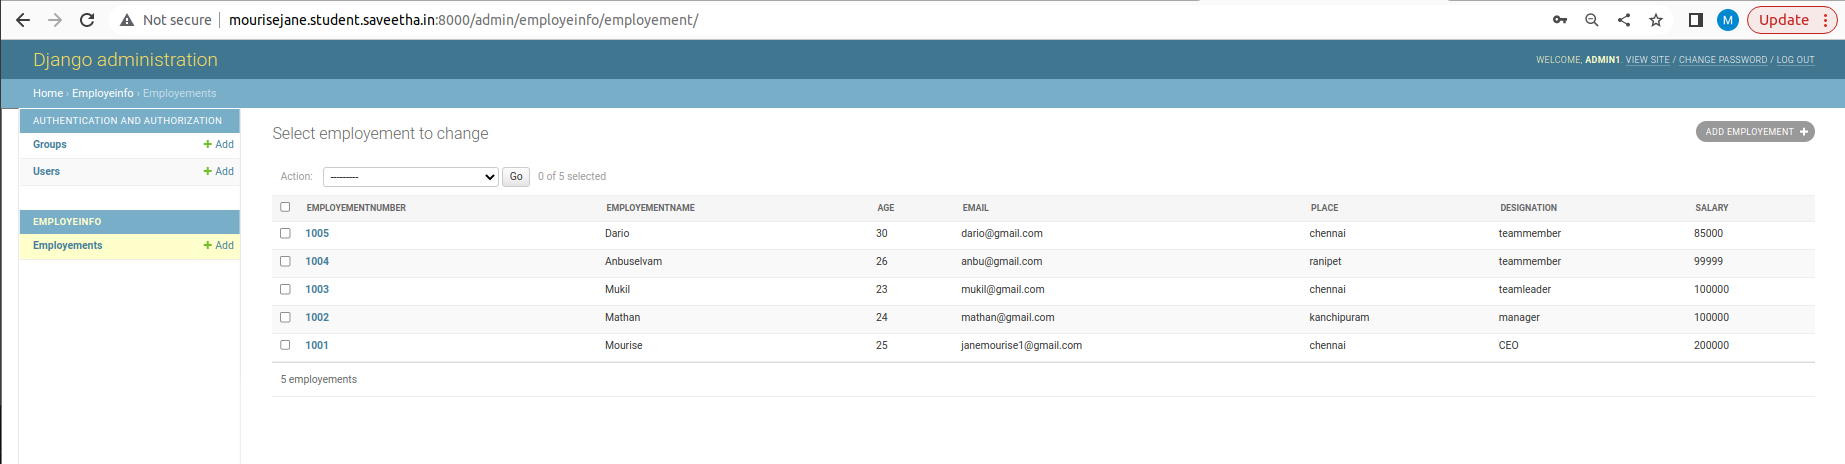 Not secure mourisejane.student.saveetha.in:8000/admin/employeinfo/employement/ M Update
Django administration WELCOME, ADMIN1. VIEW SITE / CHANGE PASSWORD / LOG OUT
Home › Employeinfo › Employements
AUTHENTICATION AND AUTHORIZATION
Groups + Add
Users + Add
EMPLOYEINFO
Employements + Add
Select employement to change ADD EMPLOYEMENT +
Action: --------- Go 0 of 5 selected
EMPLOYEMENTNUMBER EMPLOYEMENTNAME AGE EMAIL PLACE DESIGNATION SALARY
1005 Dario 30 dario@gmail.com chennai teammember 85000
1004 Anbuselvam 26 anbu@gmail.com ranipet teammember 99999
1003 Mukil 23 mukil@gmail.com chennai teamleader 100000
1002 Mathan 24 mathan@gmail.com kanchipuram manager 100000
1001 Mourise 25 janemourise1@gmail.com chennai CEO 200000
5 employements